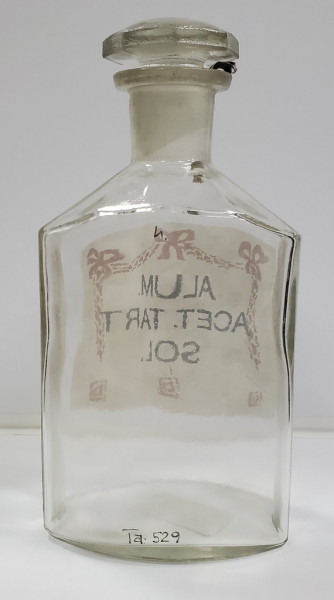 И.
ALUM.
ACET. TART
SOL.
Ta. 529